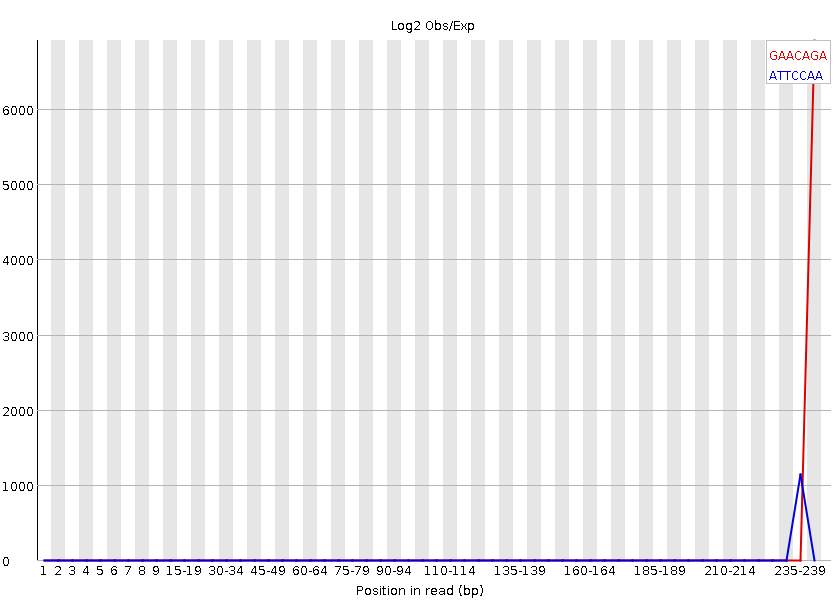 Log2 Obs/Exp
GAACAGA
ATTCCAA
6000
5000
4000
3000
2000
1000
0
1 2 3 4 5 6 7 8 9 15-19 30-34 45-49 60-64 75-79 90-94 110-114 135-139 160-164 185-189 210-214 235-239
Position in read (bp)